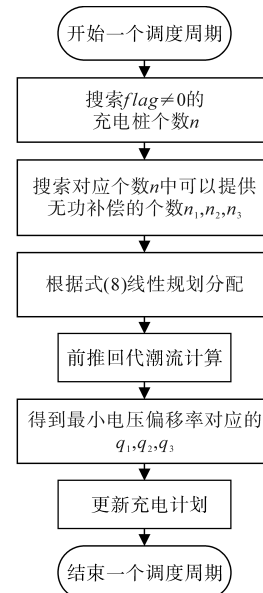 开始一个调度周期
搜索flag≠0的
充电桩个数n
搜索对应个数n中可以提供
无功补偿的个数n₁,n₂,n₃
根据式(8)线性规划分配
前推回代潮流计算
得到最小电压偏移率对应的
q₁,q₂,q₃
更新充电计划
结束一个调度周期